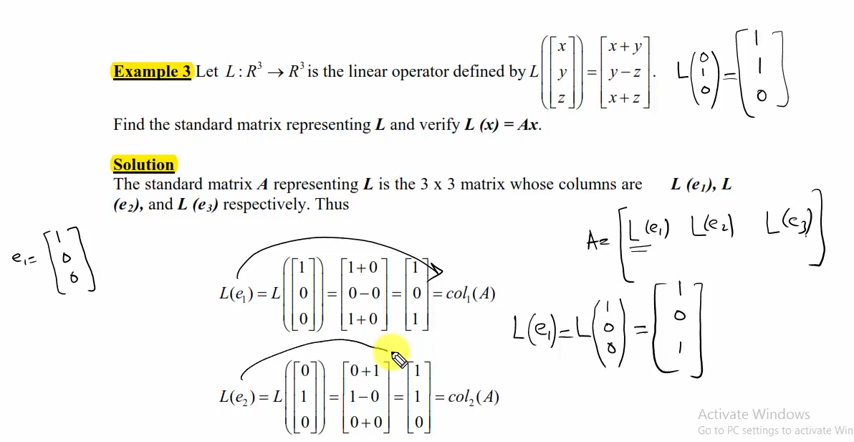 Example 3 Let L : R³ → R³ is the linear operator defined by L([x y z]) = [x + y, y − z, x + z].
L(0 1 0) = [1 1 0]
Find the standard matrix representing L and verify L (x) = Ax.
Solution
The standard matrix A representing L is the 3 x 3 matrix whose columns are L (e₁), L
(e₂), and L (e₃) respectively. Thus
A = [L(e₁) L(e₂) L(e₃)]
e₁ = [1 0 0]
L(e₁) = L([1 0 0]) = [1+0, 0−0, 1+0] = [1 0 1] = col₁(A)
L(e₁) = L(1 0 0) = [1 0 1]
L(e₂) = L([0 1 0]) = [0+1, 1−0, 0+0] = [1 1 0] = col₂(A)
Activate Windows
Go to PC settings to activate Win